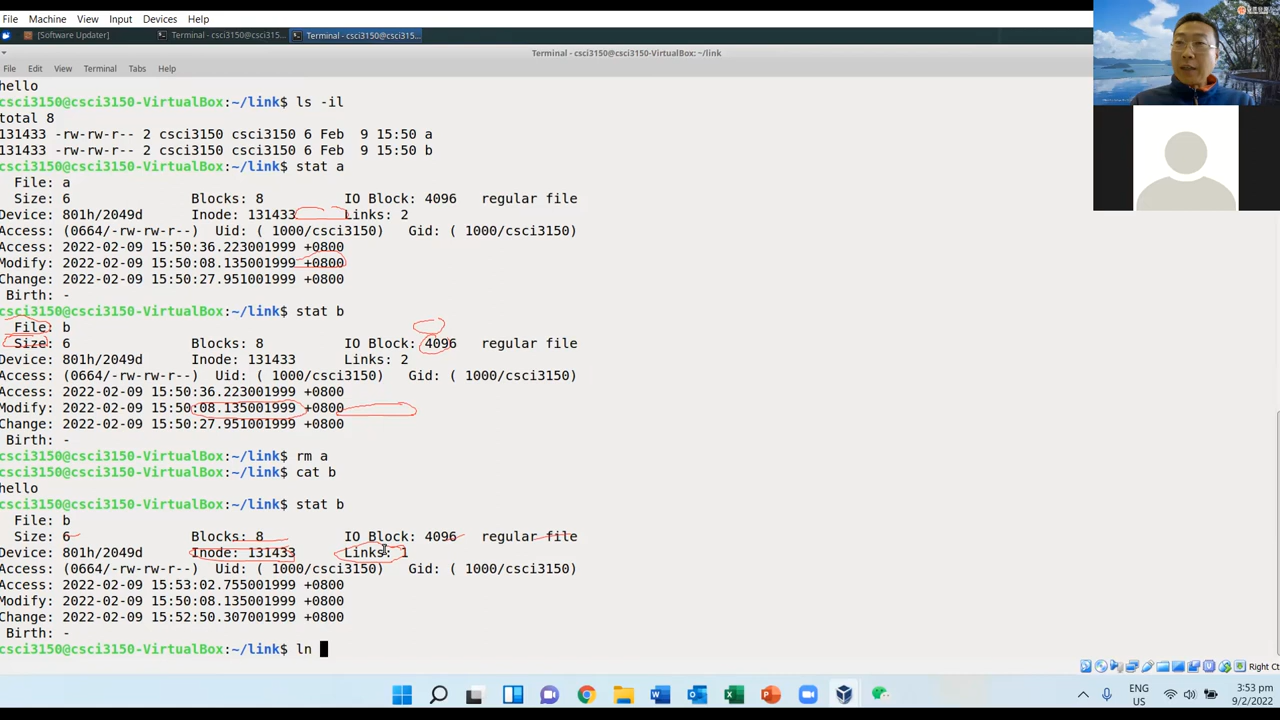 File Machine View Input Devices Help
[Software Updater] Terminal - csci3150@csci315... Terminal - csci3150@csci315...
Terminal - csci3150@csci3150-VirtualBox: ~/link
File Edit View Terminal Tabs Help
hello
csci3150@csci3150-VirtualBox:~/link$ ls -il
total 8
131433 -rw-rw-r-- 2 csci3150 csci3150 6 Feb  9 15:50 a
131433 -rw-rw-r-- 2 csci3150 csci3150 6 Feb  9 15:50 b
csci3150@csci3150-VirtualBox:~/link$ stat a
File: a
Size: 6 Blocks: 8 IO Block: 4096 regular file
Device: 801h/2049d Inode: 131433 Links: 2
Access: (0664/-rw-rw-r--) Uid: ( 1000/csci3150) Gid: ( 1000/csci3150)
Access: 2022-02-09 15:50:36.223001999 +0800
Modify: 2022-02-09 15:50:08.135001999 +0800
Change: 2022-02-09 15:50:27.951001999 +0800
Birth: -
csci3150@csci3150-VirtualBox:~/link$ stat b
File: b
Size: 6 Blocks: 8 IO Block: 4096 regular file
Device: 801h/2049d Inode: 131433 Links: 2
Access: (0664/-rw-rw-r--) Uid: ( 1000/csci3150) Gid: ( 1000/csci3150)
Access: 2022-02-09 15:50:36.223001999 +0800
Modify: 2022-02-09 15:50:08.135001999 +0800
Change: 2022-02-09 15:50:27.951001999 +0800
Birth: -
csci3150@csci3150-VirtualBox:~/link$ rm a
csci3150@csci3150-VirtualBox:~/link$ cat b
hello
csci3150@csci3150-VirtualBox:~/link$ stat b
File: b
Size: 6 Blocks: 8 IO Block: 4096 regular file
Device: 801h/2049d Inode: 131433 Links: 1
Access: (0664/-rw-rw-r--) Uid: ( 1000/csci3150) Gid: ( 1000/csci3150)
Access: 2022-02-09 15:53:02.755001999 +0800
Modify: 2022-02-09 15:50:08.135001999 +0800
Change: 2022-02-09 15:52:50.307001999 +0800
Birth: -
csci3150@csci3150-VirtualBox:~/link$ ln
Right Ct
ENG
US
3:53 PM
9/2/2022